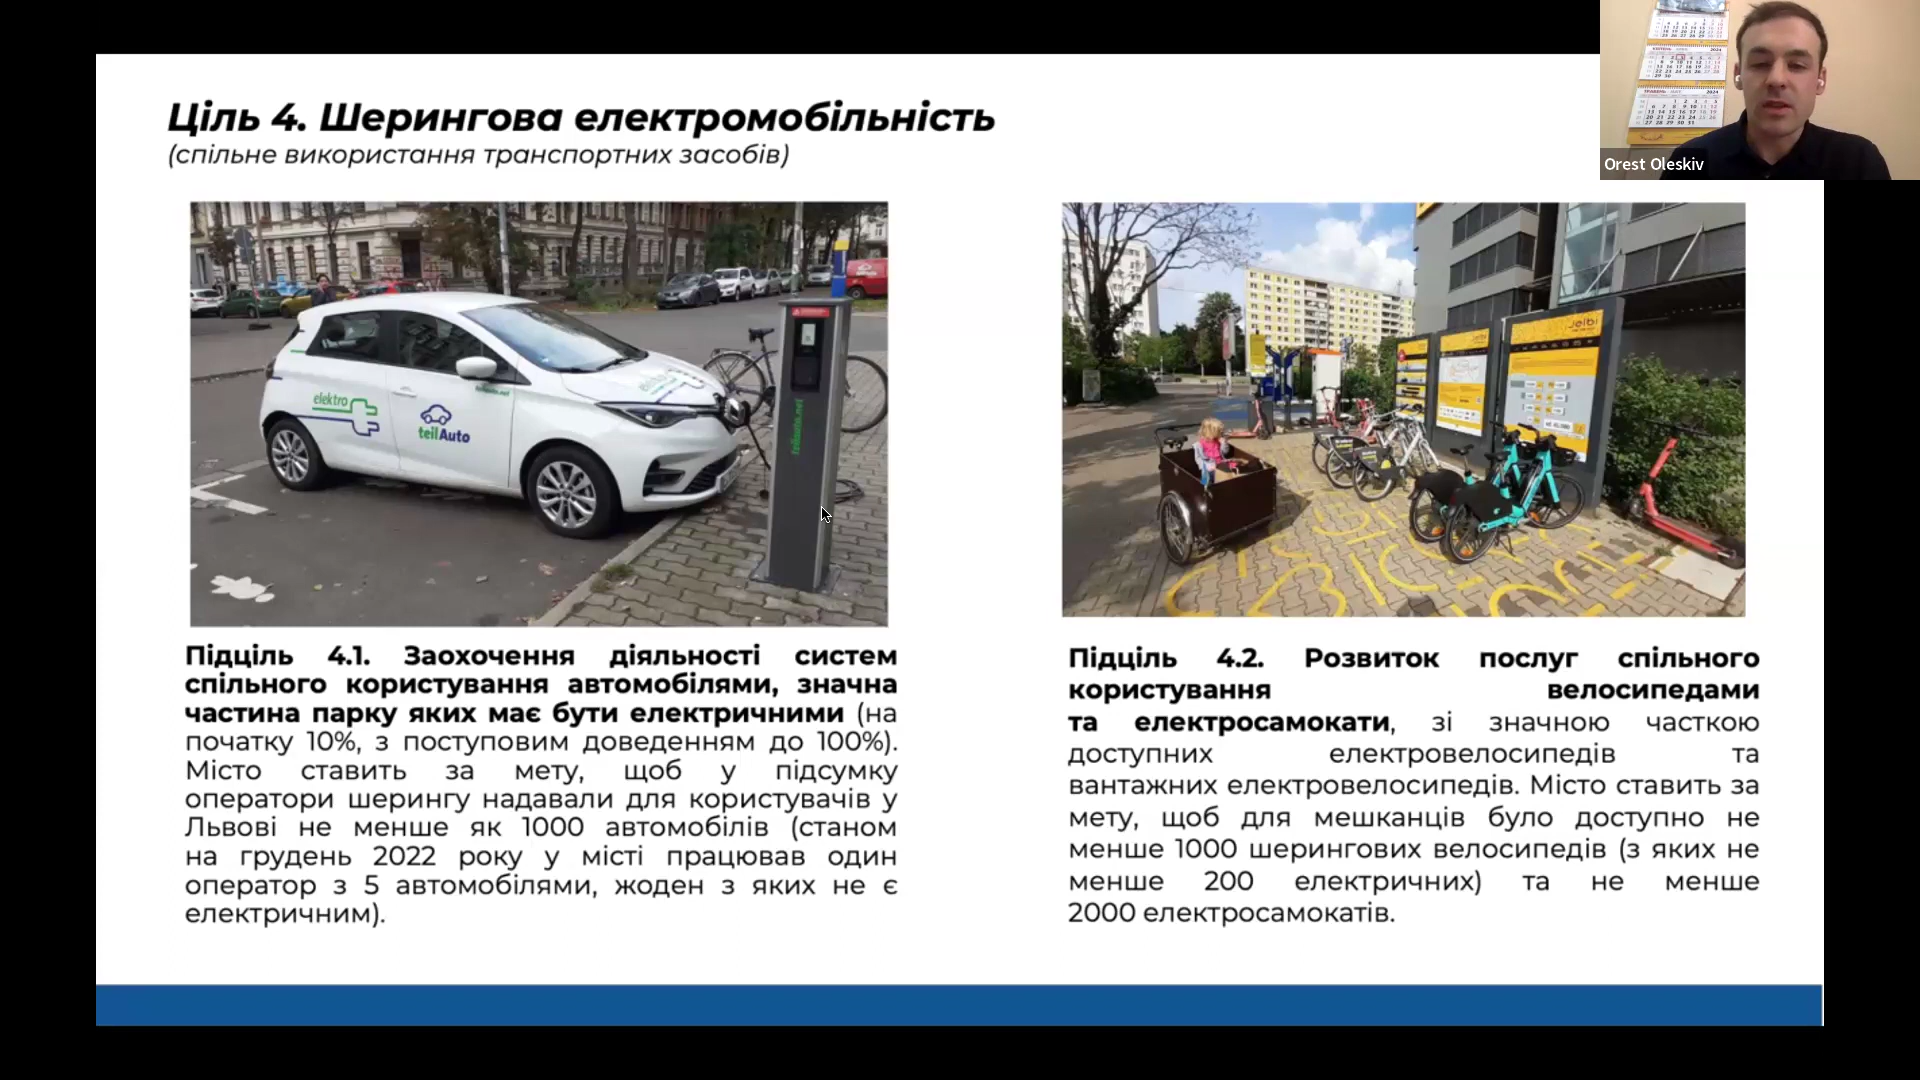 Ціль 4. Шерингова електромобільність
(спільне використання транспортних засобів)
Orest Oleskiv
elektro
teilAuto
teilauto.net
Jelbi
Підціль 4.1. Заохочення діяльності систем
спільного користування автомобілями, значна
частина парку яких має бути електричними (на
початку 10%, з поступовим доведенням до 100%).
Місто ставить за мету, щоб у підсумку
оператори шерингу надавали для користувачів у
Львові не менше як 1000 автомобілів (станом
на грудень 2022 року у місті працював один
оператор з 5 автомобілями, жоден з яких не є
електричним).
Підціль 4.2. Розвиток послуг спільного
користування велосипедами
та електросамокати, зі значною часткою
доступних електровелосипедів та
вантажних електровелосипедів. Місто ставить за
мету, щоб для мешканців було доступно не
менше 1000 шерингових велосипедів (з яких не
менше 200 електричних) та не менше
2000 електросамокатів.